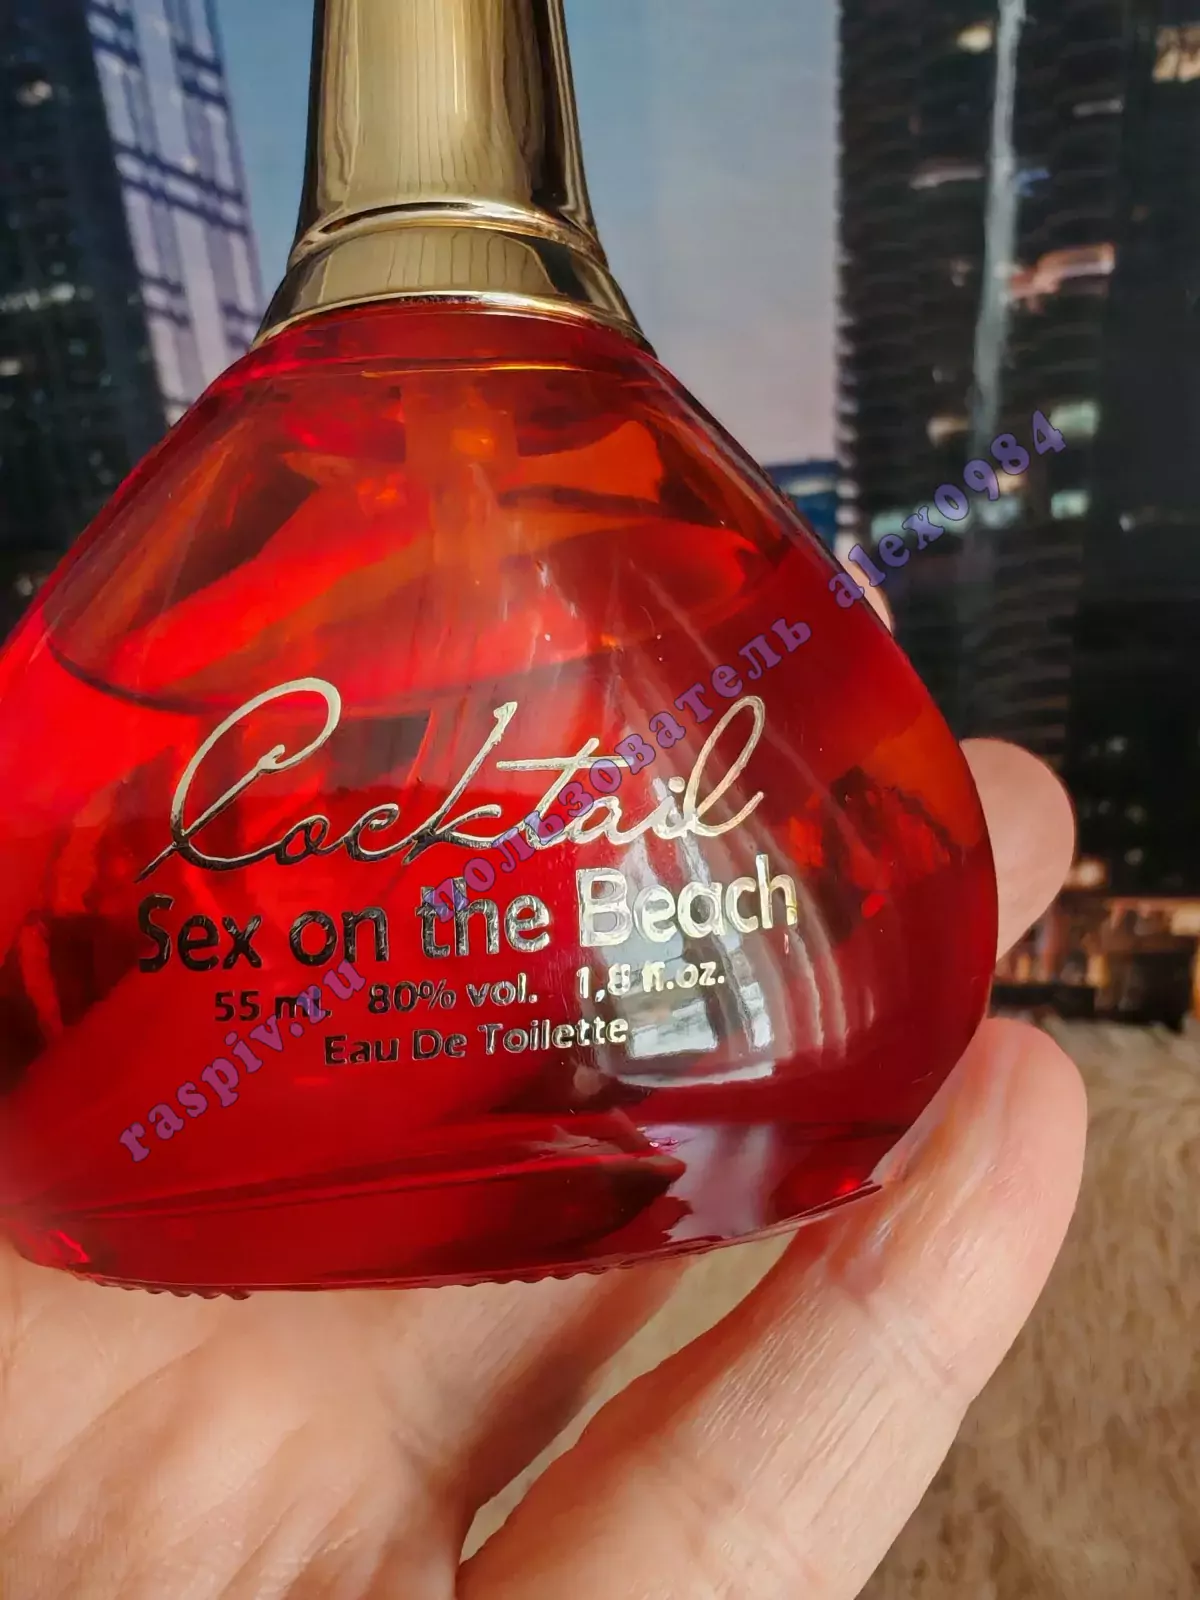 Cocktail
Sex on the Beach
55 ml. 80% vol. 1,8 fl.oz.
Eau De Toilette
raspiv.ru пользователь alex0984